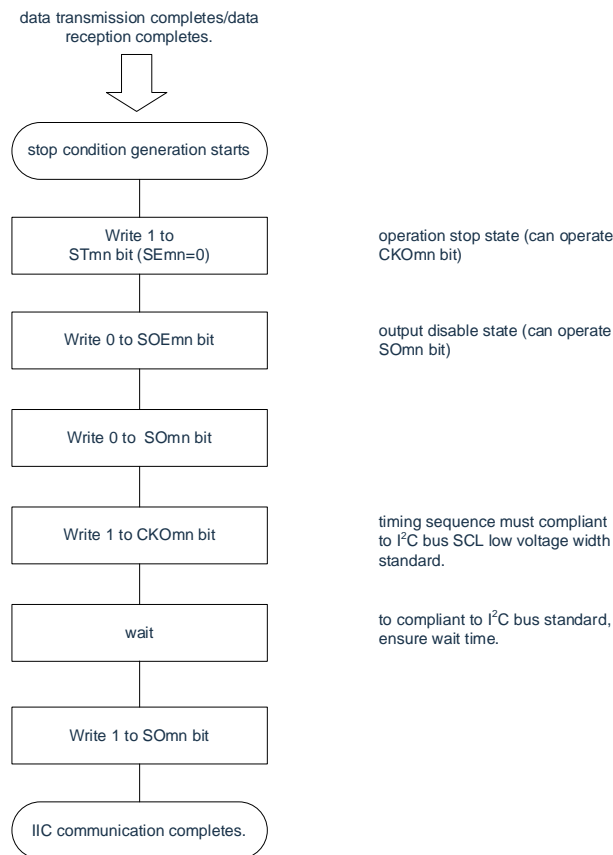 data transmission completes/data
reception completes.
stop condition generation starts
Write 1 to
STmn bit (SEmn=0)
operation stop state (can operate
CKOmn bit)
Write 0 to SOEmn bit
output disable state (can operate
SOmn bit)
Write 0 to SOmn bit
Write 1 to CKOmn bit
timing sequence must compliant
to I²C bus SCL low voltage width
standard.
wait
to compliant to I²C bus standard,
ensure wait time.
Write 1 to SOmn bit
IIC communication completes.